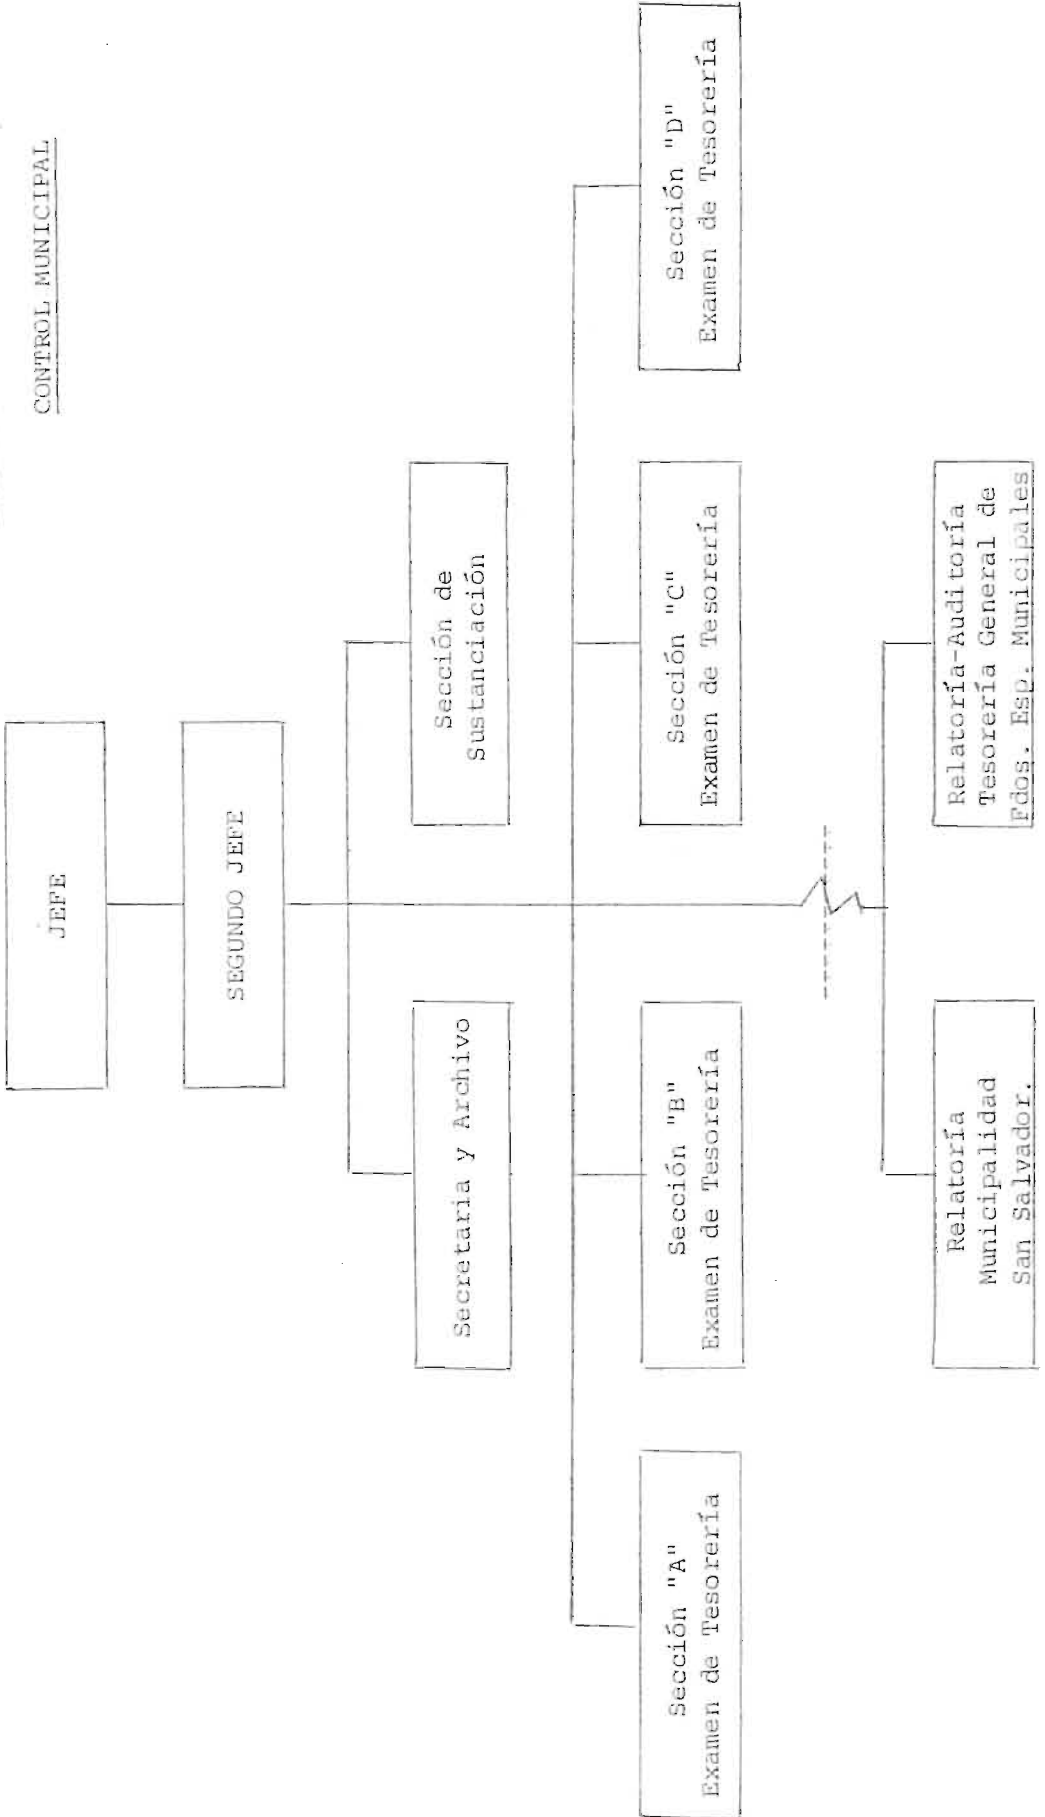 CONTROL MUNICIPAL
JEFE
SEGUNDO JEFE
Secretaria y Archivo
Sección de
Sustanciación
Sección "A"
Examen de Tesorería
Sección "B"
Examen de Tesorería
Sección "C"
Examen de Tesorería
Sección "D"
Examen de Tesorería
Relatoría
Municipalidad
San Salvador.
Relatoría-Auditoría
Tesorería General de
Fdos. Esp. Municipales